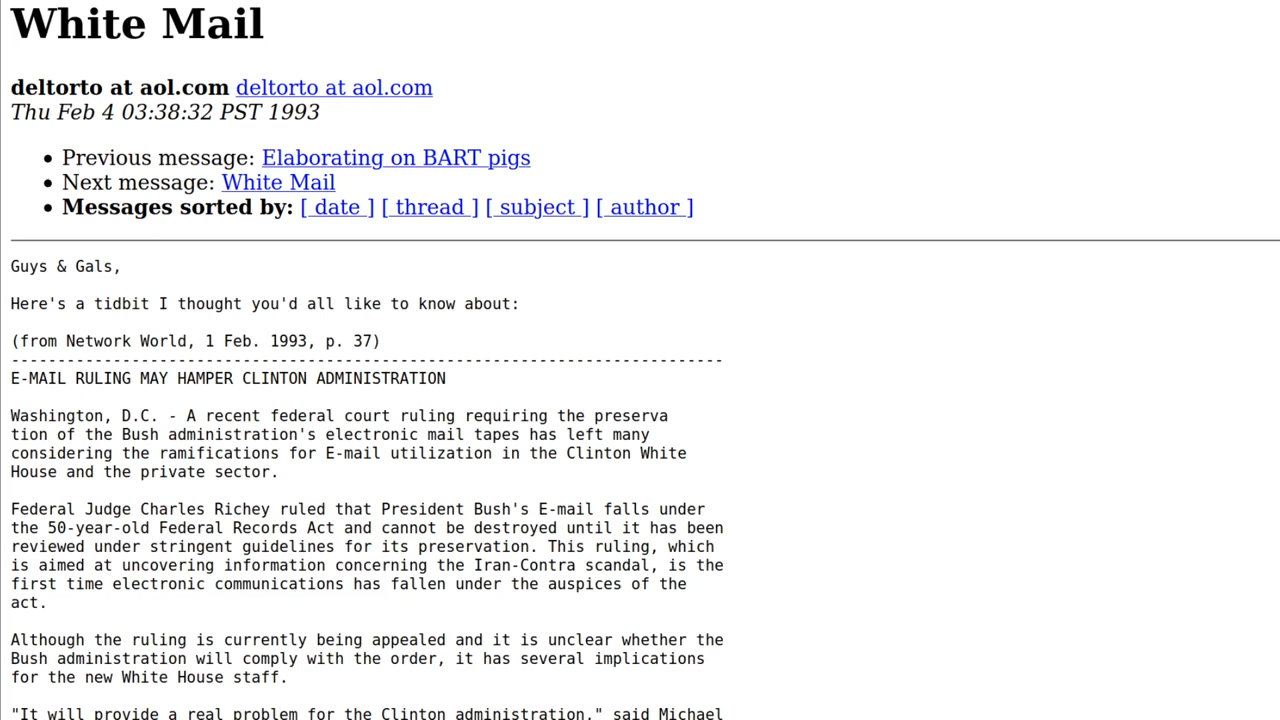 White Mail
deltorto at aol.com deltorto at aol.com
Thu Feb 4 03:38:32 PST 1993
• Previous message: Elaborating on BART pigs
• Next message: White Mail
• Messages sorted by: [ date ] [ thread ] [ subject ] [ author ]
Guys & Gals,
Here's a tidbit I thought you'd all like to know about:
(from Network World, 1 Feb. 1993, p. 37)
-----------------------------------------------------------------------------
E-MAIL RULING MAY HAMPER CLINTON ADMINISTRATION
Washington, D.C. - A recent federal court ruling requiring the preserva
tion of the Bush administration's electronic mail tapes has left many
considering the ramifications for E-mail utilization in the Clinton White
House and the private sector.
Federal Judge Charles Richey ruled that President Bush's E-mail falls under
the 50-year-old Federal Records Act and cannot be destroyed until it has been
reviewed under stringent guidelines for its preservation. This ruling, which
is aimed at uncovering information concerning the Iran-Contra scandal, is the
first time electronic communications has fallen under the auspices of the
act.
Although the ruling is currently being appealed and it is unclear whether the
Bush administration will comply with the order, it has several implications
for the new White House staff.
"It will provide a real problem for the Clinton administration," said Michael